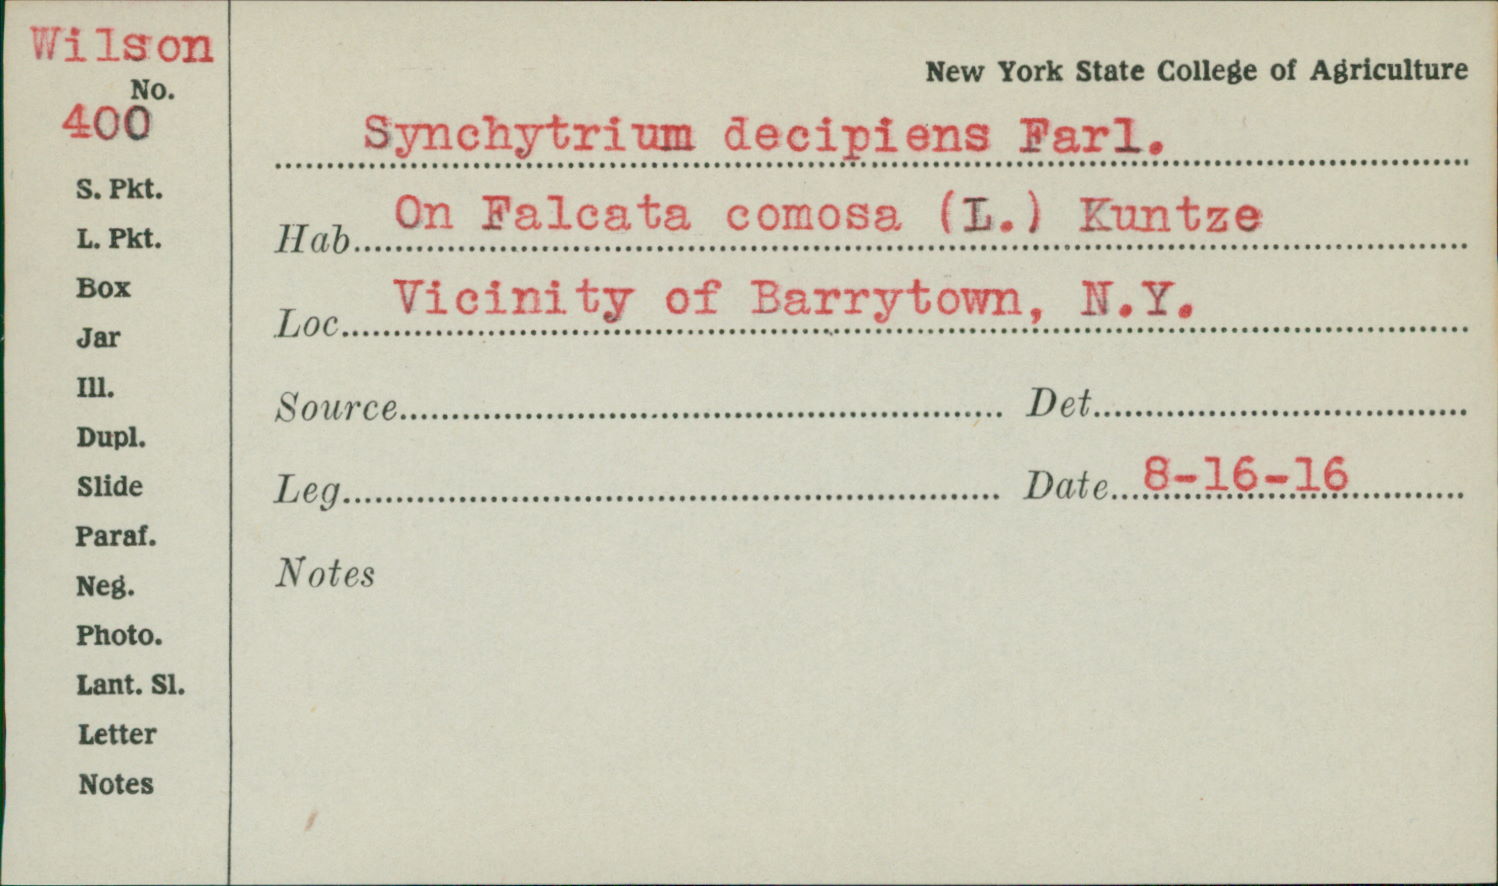 Wilson
No.
400
S. Pkt.
L. Pkt.
Box
Jar
Ill.
Dupl.
Slide
Paraf.
Neg.
Photo.
Lant. Sl.
Letter
Notes
New York State College of Agriculture
Synchytrium decipiens Farl.
Hab. On Falcata comosa (L.) Kuntze
Loc. Vicinity of Barrytown, N.Y.
Source Det.
Leg. Date 8-16-16
Notes